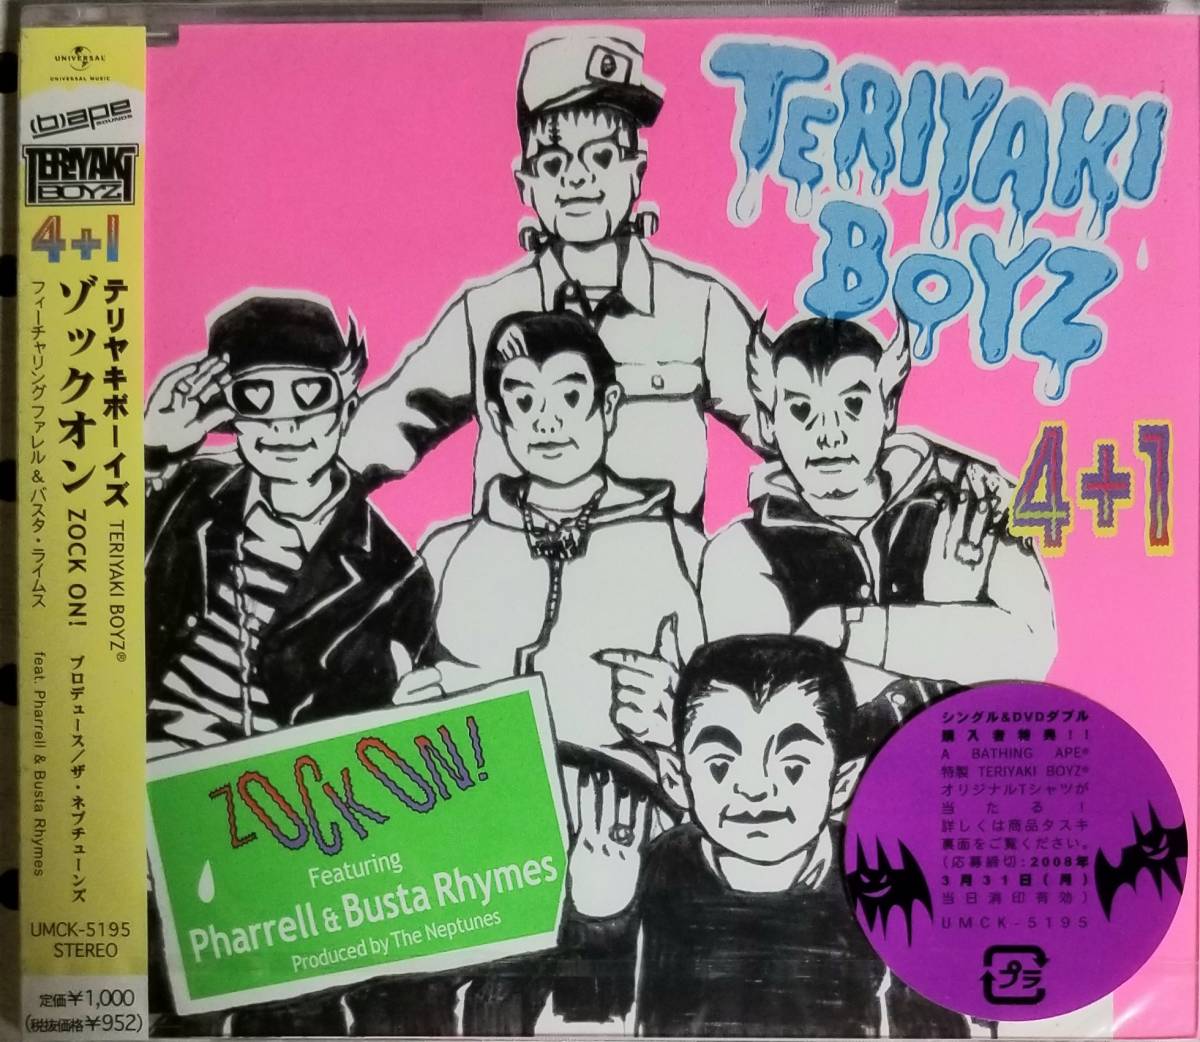 UNIVERSAL
UNIVERSAL MUSIC
(b)ape
SOUNDS
TERIYAKI
BOYZ
4+1
テリヤキボーイズ TERIYAKI BOYZ®
ゾックオン ZOCK ON!
フィーチャリング ファレル & バスタ・ライムス
プロデュース/ザ・ネプチューンズ
feat. Pharrell & Busta Rhymes
UMCK-5195
STEREO
定価¥1,000
(税抜価格¥952)
TERIYAKI
BOYZ
4+1
ZOCK ON!
Featuring
Pharrell & Busta Rhymes
Produced by The Neptunes
シングル&DVDダブル
購入者特典!!
A BATHING APE®
特製 TERIYAKI BOYZ®
オリジナルTシャツが
当たる!
詳しくは商品タスキ
裏面をご覧ください。
(応募締切:2008年
3月31日(月)
当日消印有効)
UMCK-5195
プラ